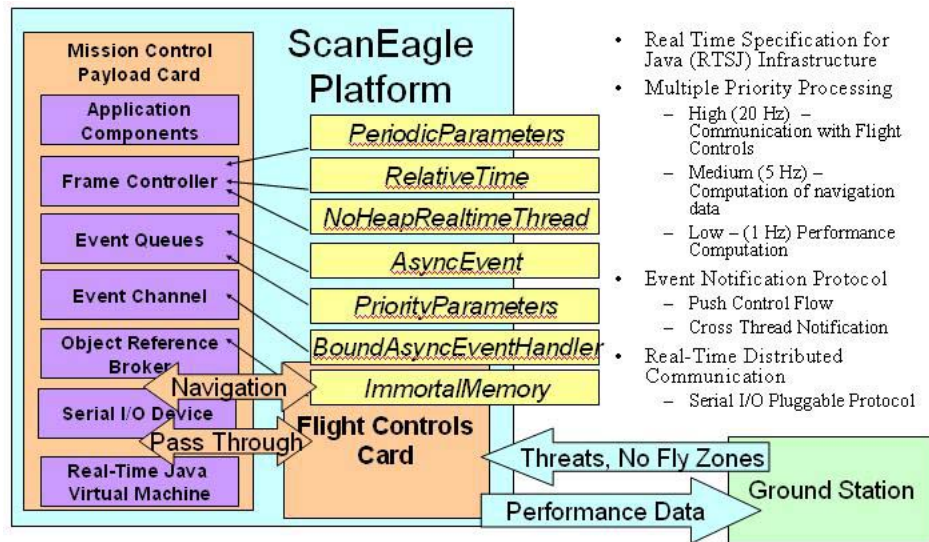 Mission Control
Payload Card
Application
Components
Frame Controller
Event Queues
Event Channel
Object Reference
Broker
Serial I/O Device
Real-Time Java
Virtual Machine
ScanEagle
Platform
PeriodicParameters
RelativeTime
NoHeapRealtimeThread
AsyncEvent
PriorityParameters
BoundAsyncEventHandler
ImmortalMemory
Navigation
Pass Through
Flight Controls
Card
Threats, No Fly Zones
Performance Data
Ground Station
• Real Time Specification for
Java (RTSJ) Infrastructure
• Multiple Priority Processing
– High (20 Hz) –
Communication with Flight
Controls
– Medium (5 Hz) –
Computation of navigation
data
– Low – (1 Hz) Performance
Computation
• Event Notification Protocol
– Push Control Flow
– Cross Thread Notification
• Real-Time Distributed
Communication
– Serial I/O Pluggable Protocol